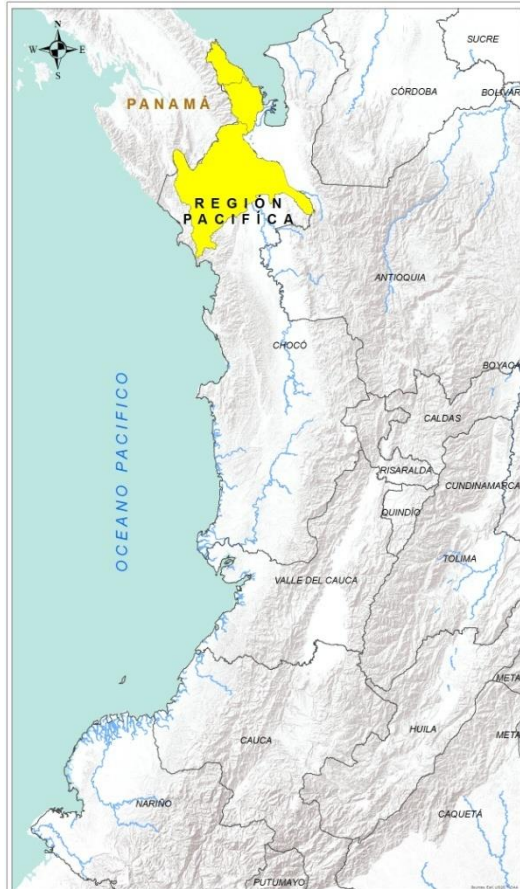 N
W E
S
SUCRE
CÓRDOBA
BOLIVAR
PANAMÁ
REGIÓN
PACIFÍCA
ANTIOQUIA
CHOCÓ
BOYACÁ
CALDAS
OCEANO PACIFICO
RISARALDA
CUNDINAMARCA
QUINDÍO
TOLIMA
VALLE DEL CAUCA
META
HUILA
META
CAUCA
NARIÑO
CAQUETÁ
PUTUMAYO